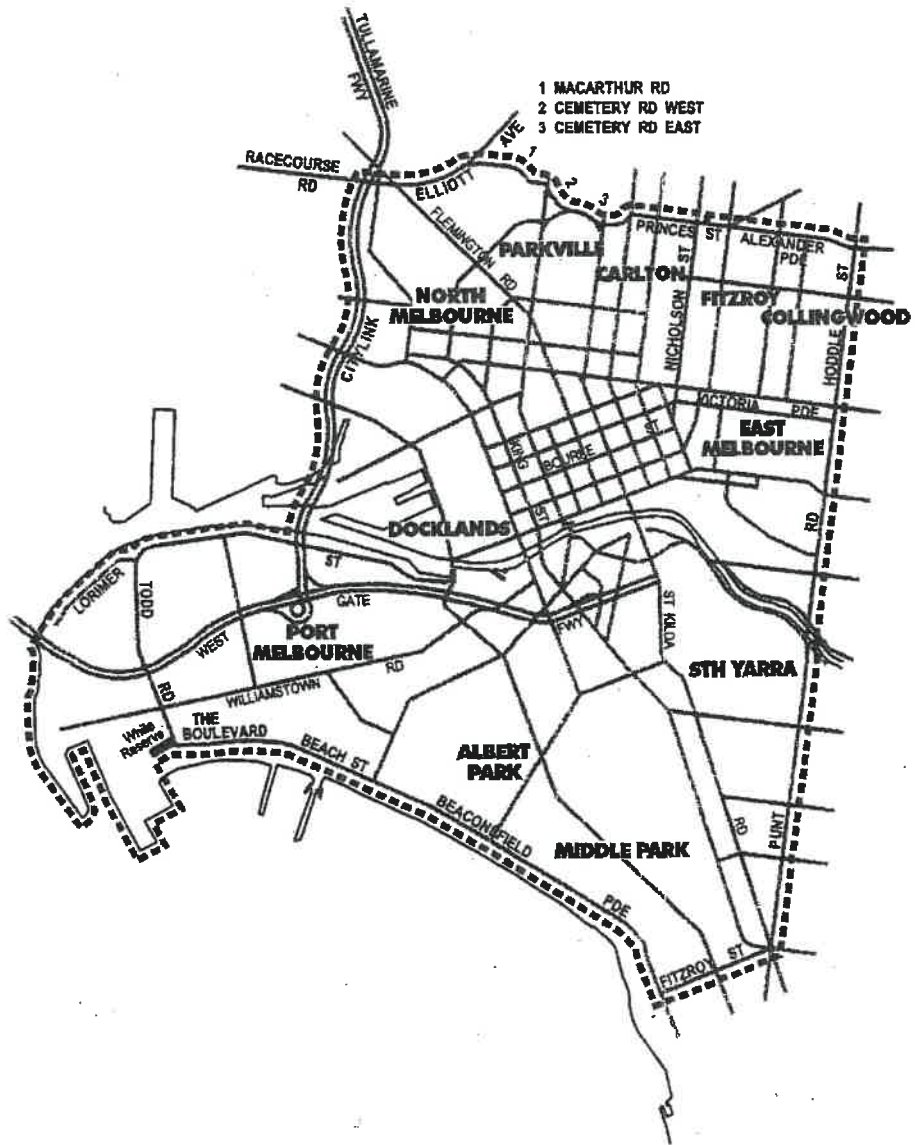 TULLAMARINE
FWY
1 MACARTHUR RD
2 CEMETERY RD WEST
3 CEMETERY RD EAST
RACECOURSE
RD
ELLIOTT
AVE
1
2
3
PRINCES ST
ALEXANDER
PDE
FLEMINGTON
RD
PARKVILLE
CARLTON
NICHOLSON
ST
FITZROY
COLLINGWOOD
HODDLE
ST
NORTH
MELBOURNE
CITYLINK
VICTORIA PDE
EAST
MELBOURNE
KING
ST
BOURKE
ST
DOCKLANDS
RD
LORIMER
ST
TODD
RD
WEST
GATE
FWY
PORT
MELBOURNE
ST KILDA
RD
STH YARRA
WILLIAMSTOWN
RD
While
Reserve
THE
BOULEVARD
BEACH ST
ALBERT
PARK
BEACONSFIELD
PDE
MIDDLE PARK
PUNT
FITZROY ST